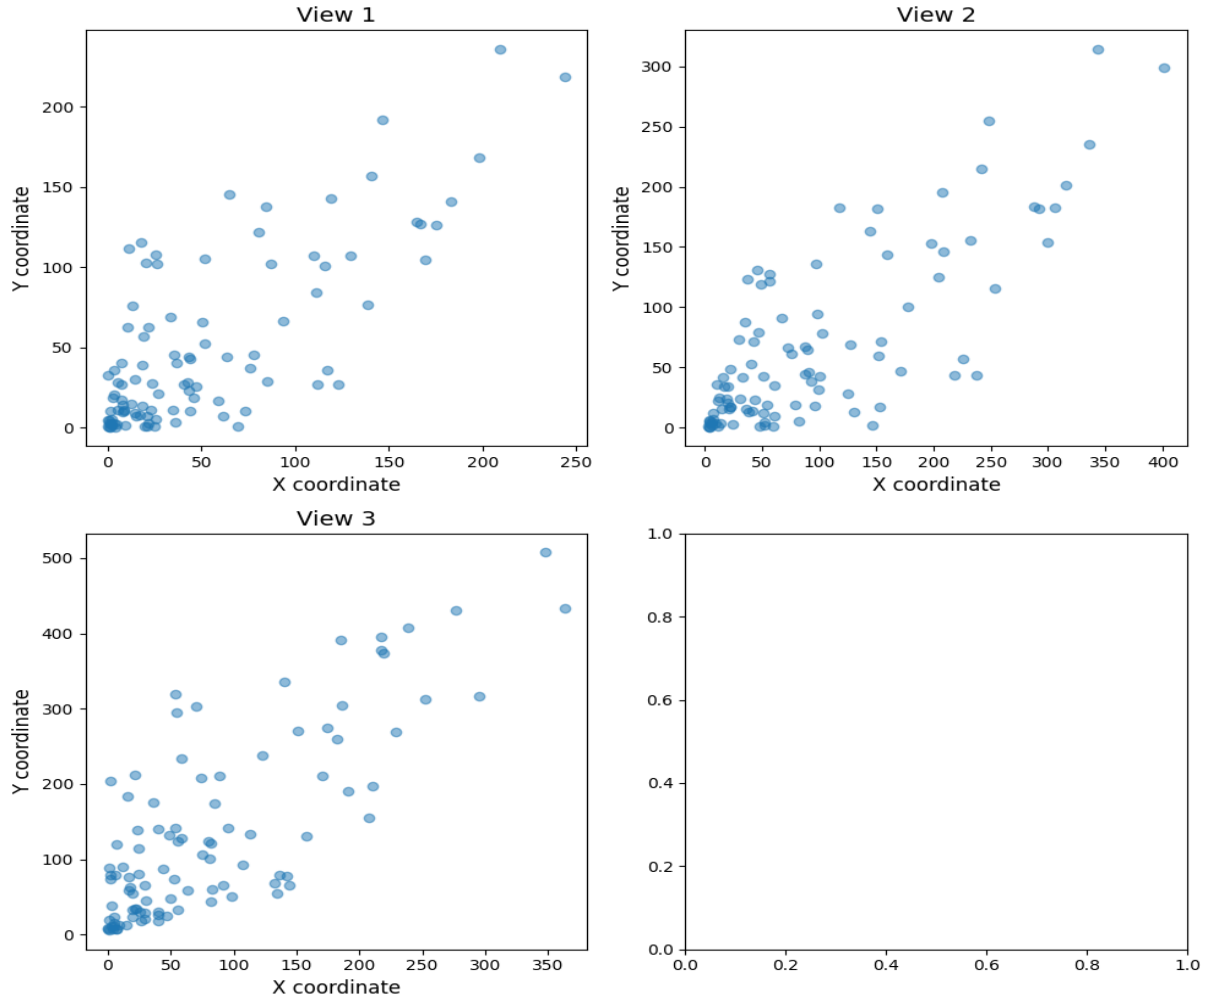 View 1
Y coordinate
200
150
100
50
0
0 50 100 150 200 250
X coordinate
View 2
Y coordinate
300
250
200
150
100
50
0
0 50 100 150 200 250 300 350 400
X coordinate
View 3
Y coordinate
500
400
300
200
100
0
0 50 100 150 200 250 300 350
X coordinate
1.0
0.8
0.6
0.4
0.2
0.0
0.0 0.2 0.4 0.6 0.8 1.0